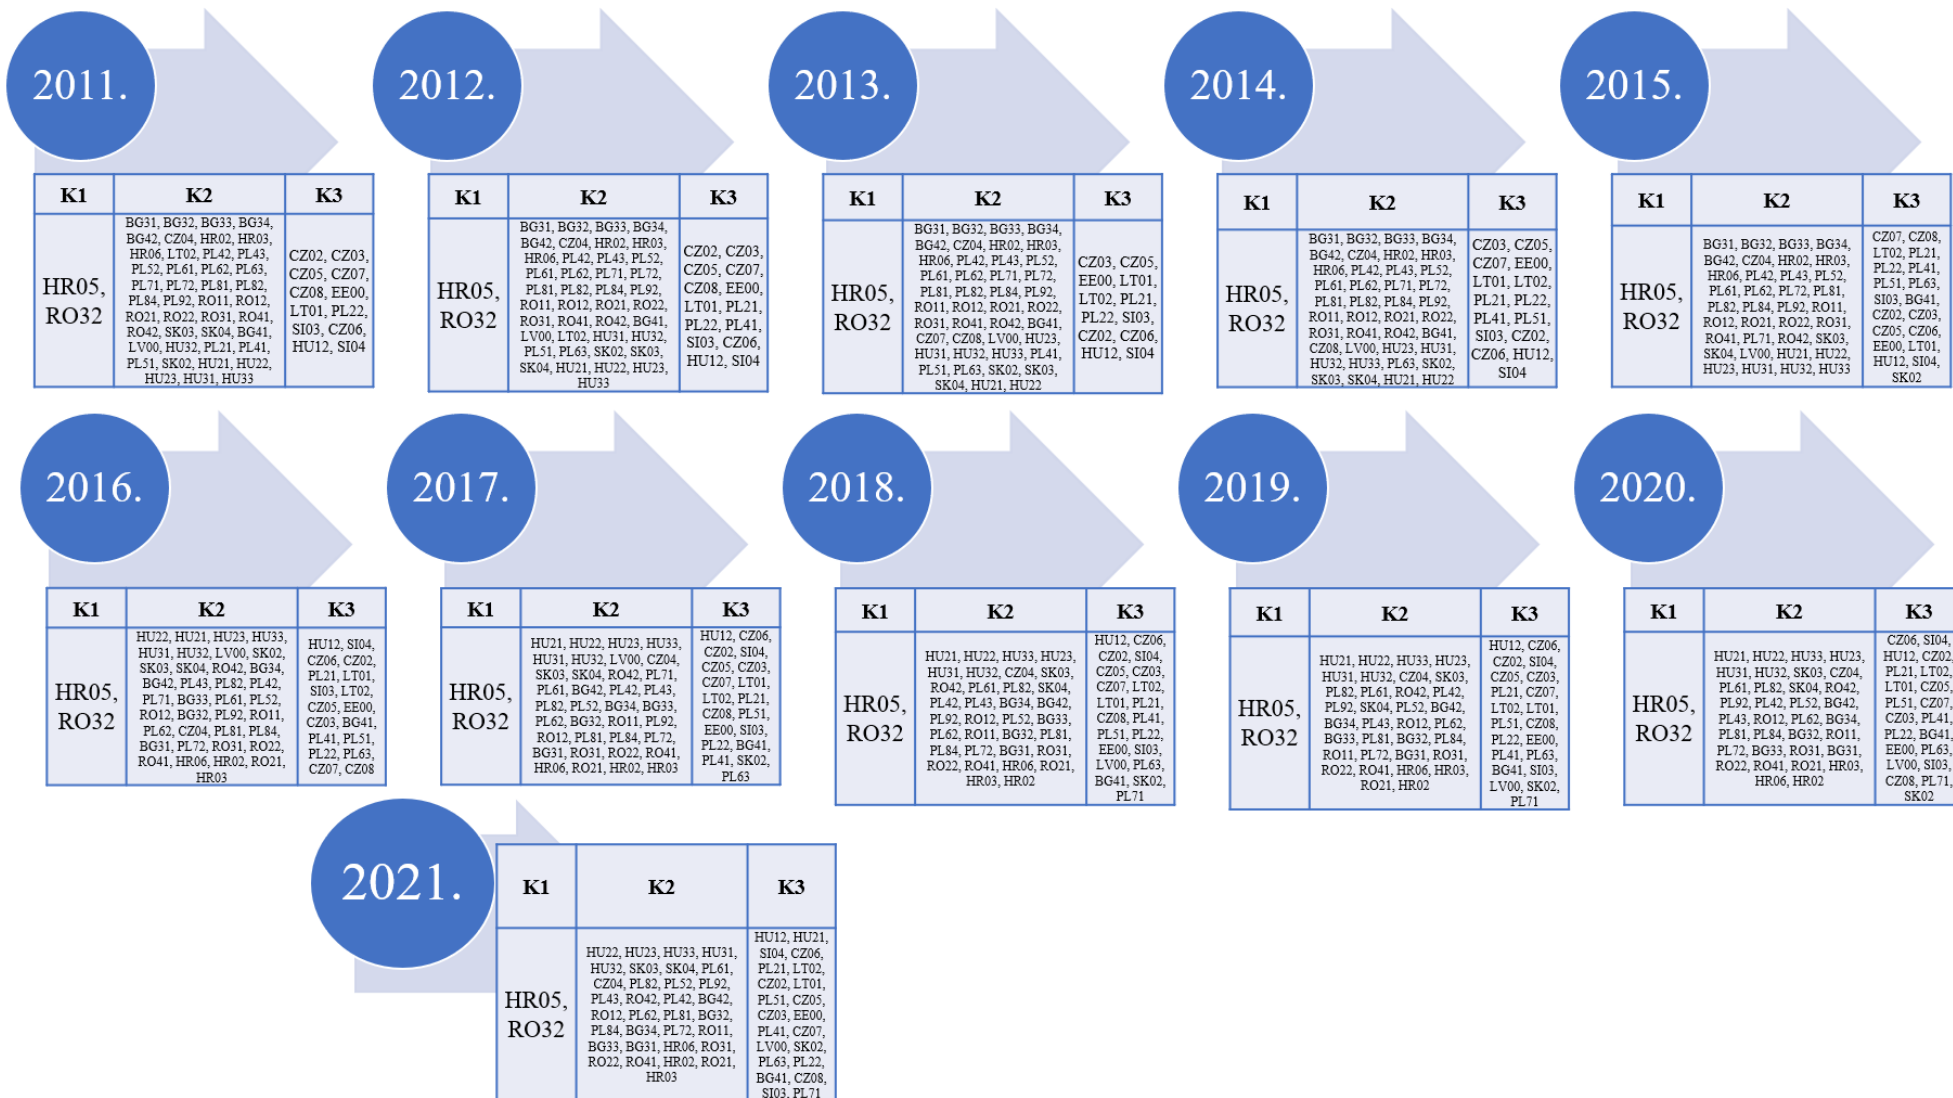 2011.
K1
K2
K3
HR05,
RO32
BG31, BG32, BG33, BG34,
BG42, CZ04, HR02, HR03,
HR06, LT02, PL42, PL43,
PL52, PL61, PL62, PL63,
PL71, PL72, PL81, PL82,
PL84, PL92, RO11, RO12,
RO21, RO22, RO31, RO41,
RO42, SK03, SK04, BG41,
LV00, HU32, PL21, PL41,
PL51, SK02, HU21, HU22,
HU23, HU31, HU33
CZ02, CZ03,
CZ05, CZ07,
CZ08, EE00,
LT01, PL22,
SI03, CZ06,
HU12, SI04
2012.
K1
K2
K3
HR05,
RO32
BG31, BG32, BG33, BG34,
BG42, CZ04, HR02, HR03,
HR06, PL42, PL43, PL52,
PL61, PL62, PL71, PL72,
PL81, PL82, PL84, PL92,
RO11, RO12, RO21, RO22,
RO31, RO41, RO42, BG41,
LV00, LT02, HU31, HU32,
PL51, PL63, SK02, SK03,
SK04, HU21, HU22, HU23,
HU33
CZ02, CZ03,
CZ05, CZ07,
CZ08, EE00,
LT01, PL21,
PL22, PL41,
SI03, CZ06,
HU12, SI04
2013.
K1
K2
K3
HR05,
RO32
BG31, BG32, BG33, BG34,
BG42, CZ04, HR02, HR03,
HR06, PL42, PL43, PL52,
PL61, PL62, PL71, PL72,
PL81, PL82, PL84, PL92,
RO11, RO12, RO21, RO22,
RO31, RO41, RO42, BG41,
CZ07, CZ08, LV00, HU23,
HU31, HU32, HU33, PL41,
PL51, PL63, SK02, SK03,
SK04, HU21, HU22
CZ03, CZ05,
EE00, LT01,
LT02, PL21,
PL22, SI03,
CZ02, CZ06,
HU12, SI04
2014.
K1
K2
K3
HR05,
RO32
BG31, BG32, BG33, BG34,
BG42, CZ04, HR02, HR03,
HR06, PL42, PL43, PL52,
PL61, PL62, PL71, PL72,
PL81, PL82, PL84, PL92,
RO11, RO12, RO21, RO22,
RO31, RO41, RO42, BG41,
CZ08, LV00, HU23, HU31,
HU32, HU33, PL63, SK02,
SK03, SK04, HU21, HU22
CZ03, CZ05,
CZ07, EE00,
LT01, LT02,
PL21, PL22,
PL41, PL51,
SI03, CZ02,
CZ06, HU12,
SI04
2015.
K1
K2
K3
HR05,
RO32
BG31, BG32, BG33, BG34,
BG42, CZ04, HR02, HR03,
HR06, PL42, PL43, PL52,
PL61, PL62, PL72, PL81,
PL82, PL84, PL92, RO11,
RO12, RO21, RO22, RO31,
RO41, PL71, RO42, SK03,
SK04, LV00, HU21, HU22,
HU23, HU31, HU32, HU33
CZ07, CZ08,
LT02, PL21,
PL22, PL41,
PL51, PL63,
SI03, BG41,
CZ02, CZ03,
CZ05, CZ06,
EE00, LT01,
HU12, SI04,
SK02
2016.
K1
K2
K3
HR05,
RO32
HU22, HU21, HU23, HU33,
HU31, HU32, LV00, SK02,
SK03, SK04, RO42, BG34,
BG42, PL43, PL82, PL42,
PL71, BG33, PL61, PL52,
RO12, BG32, PL92, RO11,
PL62, CZ04, PL81, PL84,
BG31, PL72, RO31, RO22,
RO41, HR06, HR02, RO21,
HR03
HU12, SI04,
CZ06, CZ02,
PL21, LT01,
SI03, LT02,
CZ05, EE00,
CZ03, BG41,
PL41, PL51,
PL22, PL63,
CZ07, CZ08
2017.
K1
K2
K3
HR05,
RO32
HU21, HU22, HU23, HU33,
HU31, HU32, LV00, CZ04,
SK03, SK04, RO42, PL71,
PL61, BG42, PL42, PL43,
PL82, PL52, BG34, BG33,
PL62, BG32, RO11, PL92,
RO12, PL81, PL84, PL72,
BG31, RO31, RO22, RO41,
HR06, RO21, HR02, HR03
HU12, CZ06,
CZ02, SI04,
CZ05, CZ03,
CZ07, LT01,
LT02, PL21,
CZ08, PL51,
EE00, SI03,
PL22, BG41,
PL41, SK02,
PL63
2018.
K1
K2
K3
HR05,
RO32
HU21, HU22, HU33, HU23,
HU31, HU32, CZ04, SK03,
RO42, PL61, PL82, SK04,
PL42, PL43, BG34, BG42,
PL92, RO12, PL52, BG33,
PL62, RO11, BG32, PL81,
PL84, PL72, BG31, RO31,
RO22, RO41, HR06, RO21,
HR03, HR02
HU12, CZ06,
CZ02, SI04,
CZ05, CZ03,
CZ07, LT02,
LT01, PL21,
CZ08, PL41,
PL51, PL22,
EE00, SI03,
LV00, PL63,
BG41, SK02,
PL71
2019.
K1
K2
K3
HR05,
RO32
HU21, HU22, HU33, HU23,
HU31, HU32, CZ04, SK03,
PL82, PL61, RO42, PL42,
PL92, SK04, PL52, BG42,
BG34, PL43, RO12, PL62,
BG33, PL81, BG32, PL84,
RO11, PL72, BG31, RO31,
RO22, RO41, HR06, HR03,
RO21, HR02
HU12, CZ06,
CZ02, SI04,
CZ05, CZ03,
PL21, CZ07,
LT02, LT01,
PL51, CZ08,
PL22, EE00,
PL41, PL63,
BG41, SI03,
LV00, SK02,
PL71
2020.
K1
K2
K3
HR05,
RO32
HU21, HU22, HU33, HU23,
HU31, HU32, SK03, CZ04,
PL61, PL82, SK04, RO42,
PL92, PL42, PL52, BG42,
PL43, RO12, PL62, BG34,
PL81, PL84, BG32, RO11,
PL72, BG33, RO31, BG31,
RO22, RO41, RO21, HR03,
HR06, HR02
CZ06, SI04,
HU12, CZ02,
PL21, LT02,
LT01, CZ05,
PL51, CZ07,
CZ03, PL41,
PL22, BG41,
EE00, PL63,
LV00, SI03,
CZ08, PL71,
SK02
2021.
K1
K2
K3
HR05,
RO32
HU22, HU23, HU33, HU31,
HU32, SK03, SK04, PL61,
CZ04, PL82, PL52, PL92,
PL43, RO42, PL42, BG42,
RO12, PL62, PL81, BG32,
PL84, BG34, PL72, RO11,
BG33, BG31, HR06, RO31,
RO22, RO41, HR02, RO21,
HR03
HU12, HU21,
SI04, CZ06,
PL21, LT02,
CZ02, LT01,
PL51, CZ05,
CZ03, EE00,
PL41, CZ07,
LV00, SK02,
PL63, PL22,
BG41, CZ08,
SI03, PL71